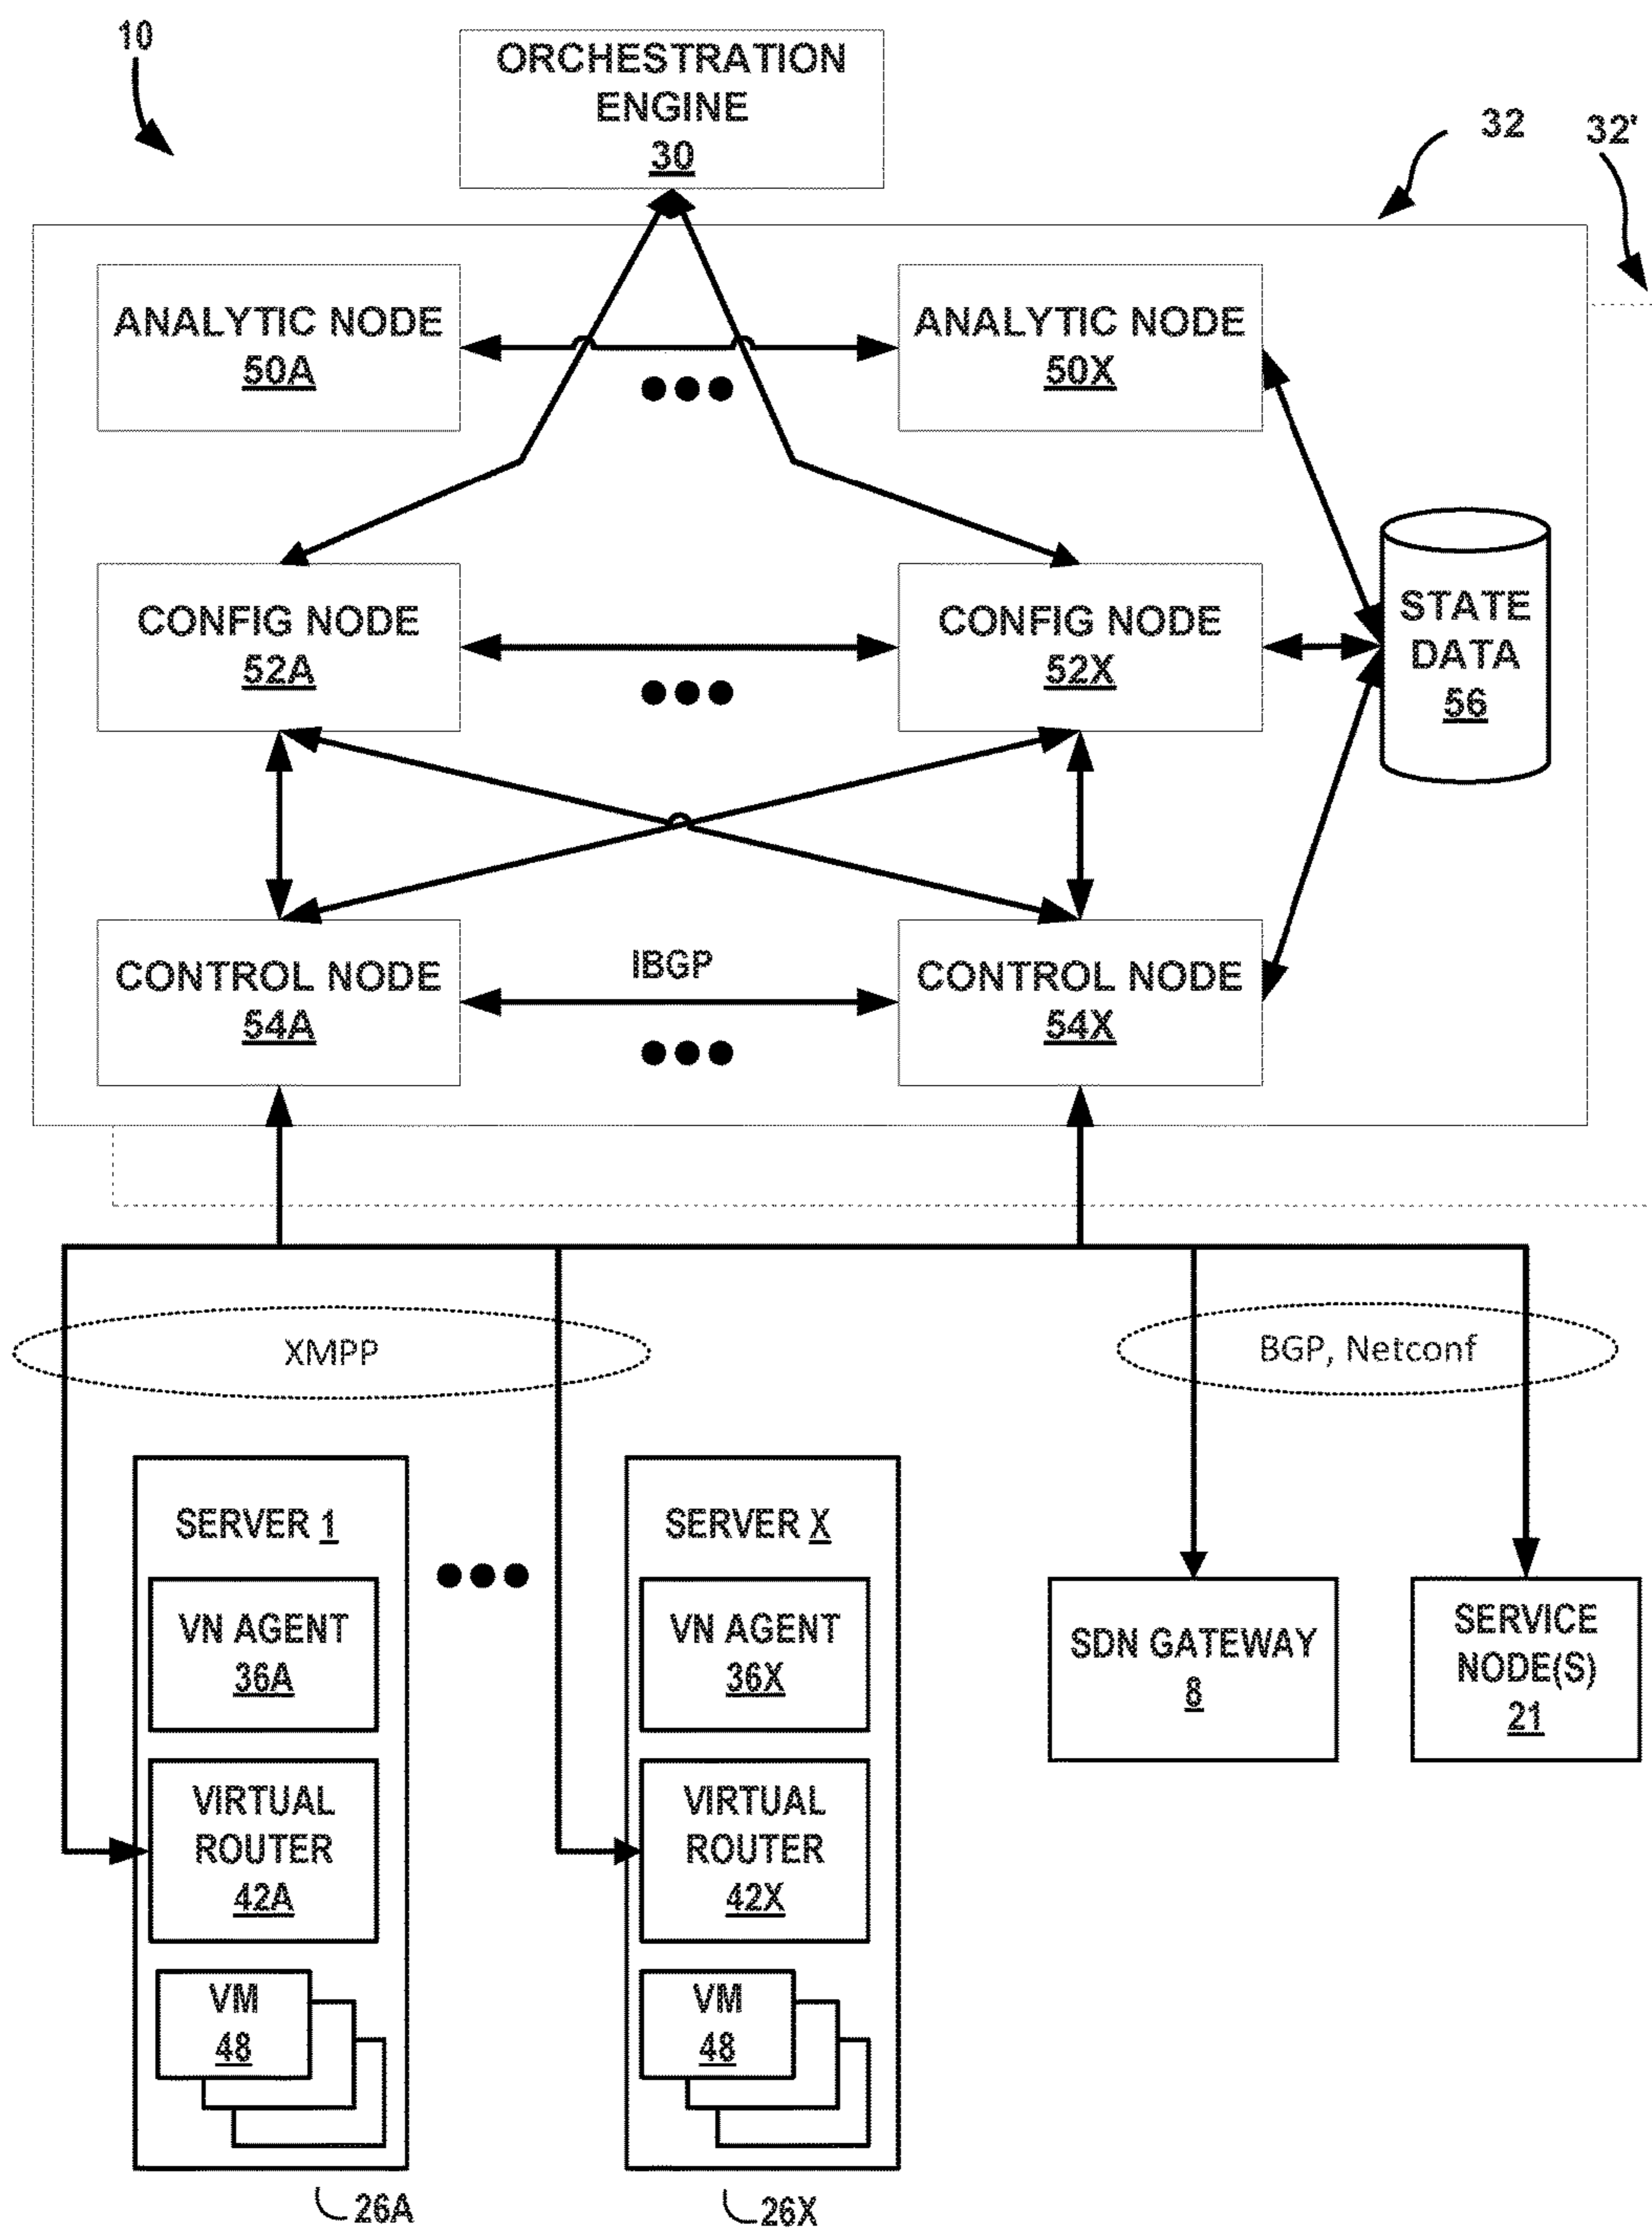 10
ORCHESTRATION
ENGINE
30
32
32'
ANALYTIC NODE
50A
ANALYTIC NODE
50X
CONFIG NODE
52A
CONFIG NODE
52X
STATE
DATA
56
CONTROL NODE
54A
IBGP
CONTROL NODE
54X
XMPP
BGP, Netconf
SERVER 1
VN AGENT
36A
VIRTUAL
ROUTER
42A
VM
48
26A
SERVER X
VN AGENT
36X
VIRTUAL
ROUTER
42X
VM
48
26X
SDN GATEWAY
8
SERVICE
NODE(S)
21